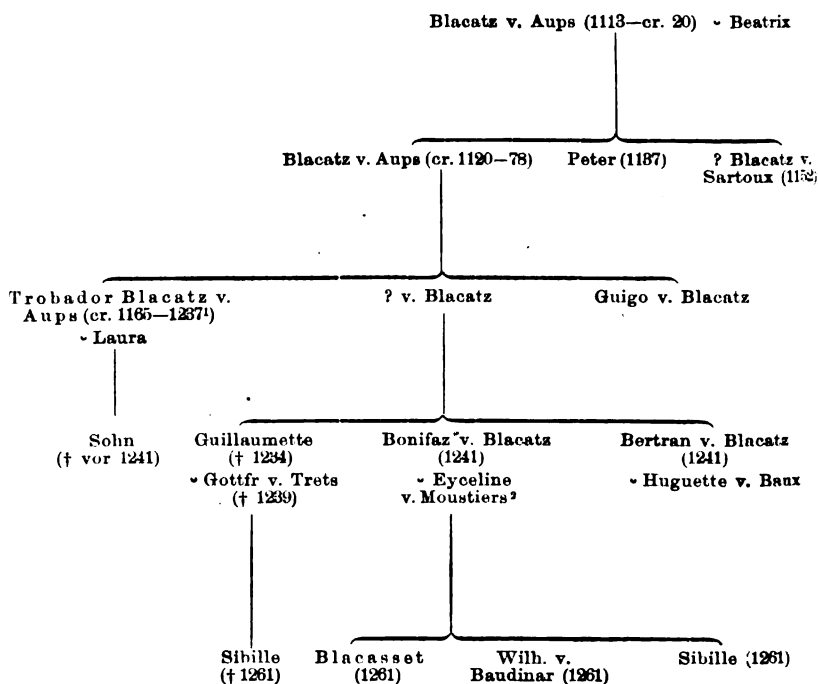 Blacatz v. Aups (1113—cr. 20) ⌣ Beatrix
Blacatz v. Aups (cr. 1120—78) Peter (1137) ? Blacatz v.
Sartoux (1152)
Trobador Blacatz v. ? v. Blacatz Guigo v. Blacatz
Aups (cr. 1165—1237¹)
⌣ Laura
Sohn Guillaumette Bonifaz v. Blacatz Bertran v. Blacatz
(† vor 1241) († 1234) (1241) (1241)
⌣ Gottfr v. Trets ⌣ Eyceline ⌣ Huguette v. Baux
(† 1239) v. Moustiers²
Sibille Blacasset Wilh. v. Sibille (1261)
(† 1261) (1261) Baudinar (1261)